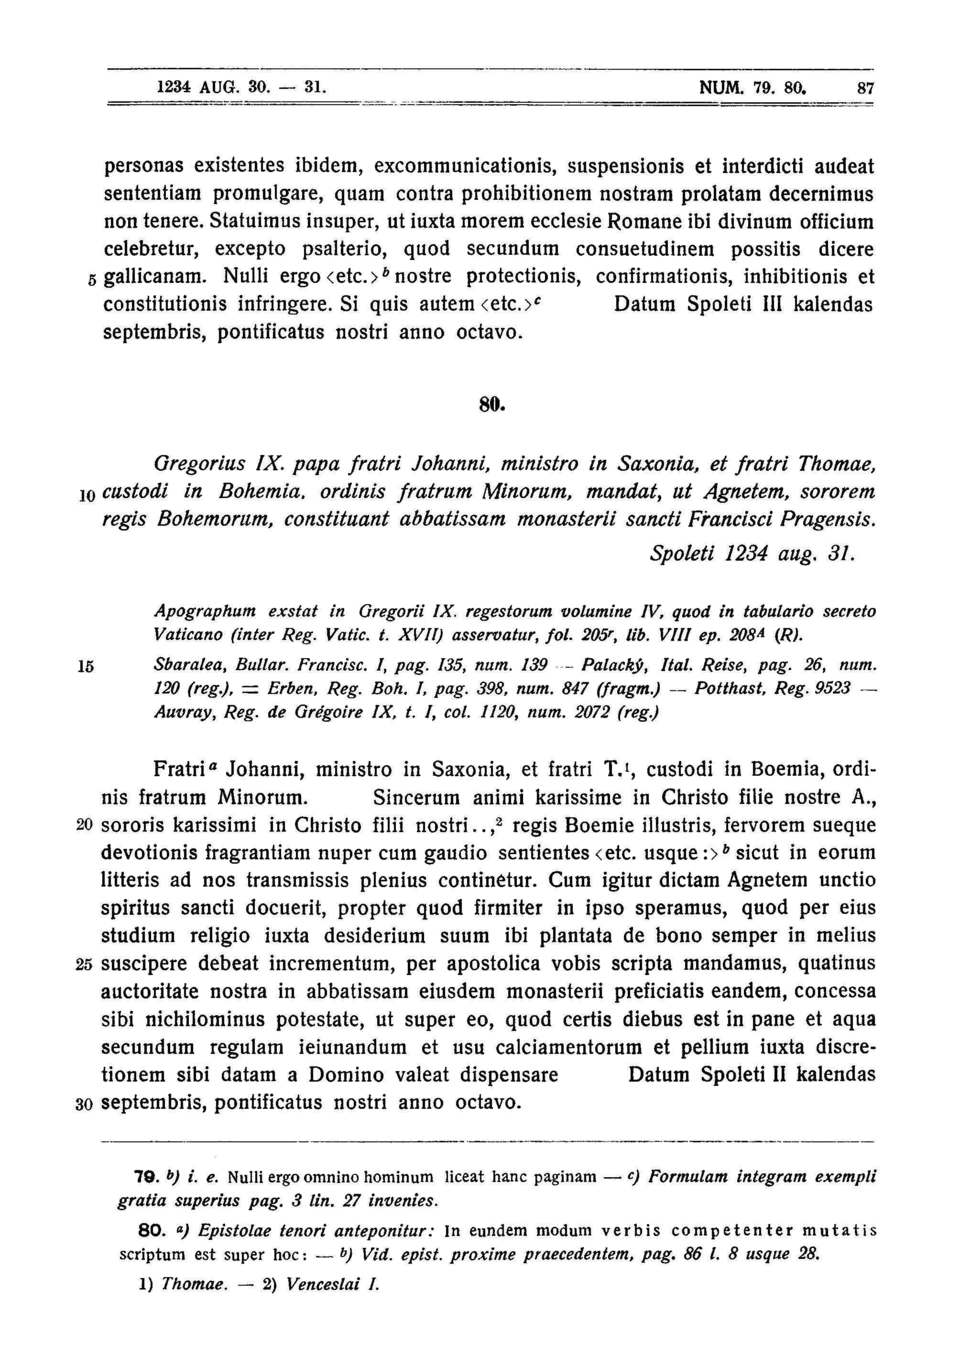 1234 AUG. 30. — 31. NUM. 79. 80. 87
personas existentes ibidem, excommunicationis, suspensionis et interdicti audeat
sententiam promulgare, quam contra prohibitionem nostram prolatam decernimus
non tenere. Statuimus insuper, ut iuxta morem ecclesie Romane ibi divinum officium
celebretur, excepto psalterio, quod secundum consuetudinem possitis dicere
5 gallicanam. Nulli ergo <etc.> b nostre protectionis, confirmationis, inhibitionis et
constitutionis infringere. Si quis autem <etc.> c Datum Spoleti III kalendas
septembris, pontificatus nostri anno octavo.
80.
Gregorius IX. papa fratri Johanni, ministro in Saxonia, et fratri Thomae,
10 custodi in Bohemia, ordinis fratrum Minorum, mandat, ut Agnetem, sororem
regis Bohemorum, constituant abbatissam monasterii sancti Francisci Pragensis.
Spoleti 1234 aug. 31.
Apographum exstat in Gregorii IX. regestorum volumine IV, quod in tabulario secreto
Vaticano (inter Reg. Vatic. t. XVII) asservatur, fol. 205r, lib. VIII ep. 208A (R).
15 Sbaralea, Bullar. Francisc. I, pag. 135, num. 139 — Palacký, Ital. Reise, pag. 26, num.
120 (reg.), = Erben, Reg. Boh. I, pag. 398, num. 847 (fragm.) — Potthast, Reg. 9523 —
Auvray, Reg. de Grégoire IX, t. I, col. 1120, num. 2072 (reg.)
Fratri a Johanni, ministro in Saxonia, et fratri T.1, custodi in Boemia, ordi-
nis fratrum Minorum. Sincerum animi karissime in Christo filie nostre A.,
20 sororis karissimi in Christo filii nostri..,2 regis Boemie illustris, fervorem sueque
devotionis fragrantiam nuper cum gaudio sentientes <etc. usque:> b sicut in eorum
litteris ad nos transmissis plenius continetur. Cum igitur dictam Agnetem unctio
spiritus sancti docuerit, propter quod firmiter in ipso speramus, quod per eius
studium religio iuxta desiderium suum ibi plantata de bono semper in melius
25 suscipere debeat incrementum, per apostolica vobis scripta mandamus, quatinus
auctoritate nostra in abbatissam eiusdem monasterii preficiatis eandem, concessa
sibi nichilominus potestate, ut super eo, quod certis diebus est in pane et aqua
secundum regulam ieiunandum et usu calciamentorum et pellium iuxta discre-
tionem sibi datam a Domino valeat dispensare Datum Spoleti II kalendas
30 septembris, pontificatus nostri anno octavo.
79. b) i. e. Nulli ergo omnino hominum liceat hanc paginam — c) Formulam integram exempli
gratia superius pag. 3 lin. 27 invenies.
80. a) Epistolae tenori anteponitur: In eundem modum verbis competenter mutatis
scriptum est super hoc: — b) Vid. epist. proxime praecedentem, pag. 86 l. 8 usque 28.
1) Thomae. — 2) Venceslai I.